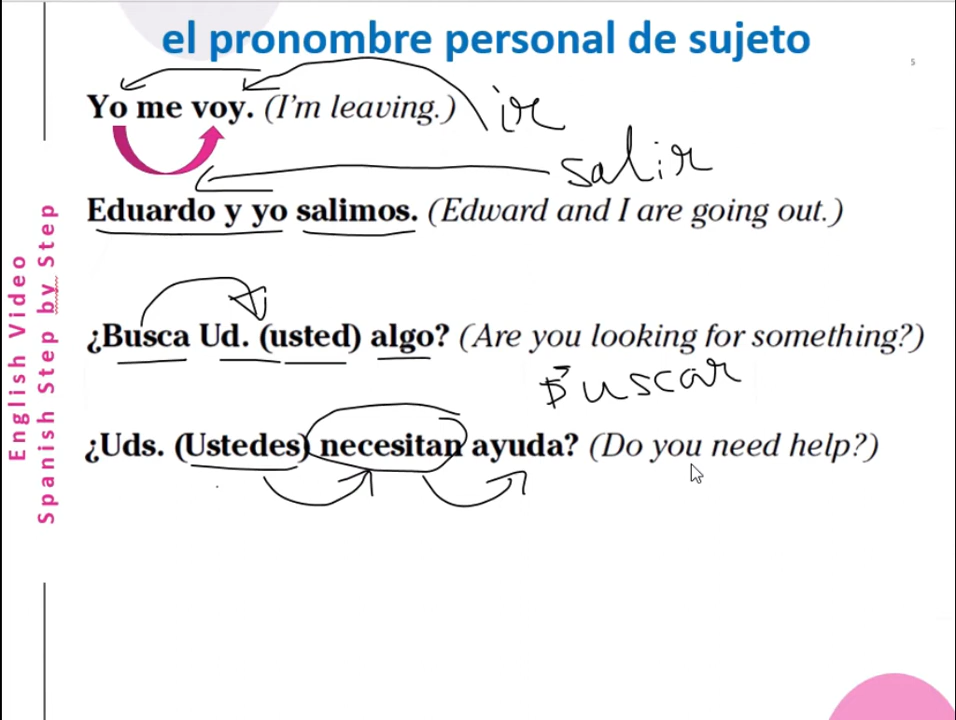 el pronombre personal de sujeto
5
Yo me voy. (I'm leaving.) ir
salir
Eduardo y yo salimos. (Edward and I are going out.)
¿Busca Ud. (usted) algo? (Are you looking for something?)
Buscar
¿Uds. (Ustedes) necesitan ayuda? (Do you need help?)
English Video
Spanish Step by Step